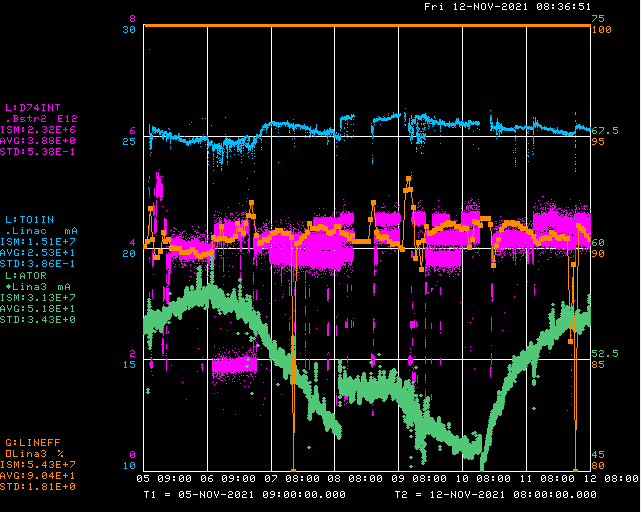 Fri 12-NOV-2021 08:36:51
8 75
30 100
L:D74INT
.Bstr2 E12
ISM:2.32E+6
AVG:3.88E+0
STD:5.38E-1
6 67.5
25 95
L:TO1IN
.Linac mA
ISM:1.51E+7
AVG:2.53E+1
STD:3.86E-1
4 60
20 90
L:ATOR
Lina3 mA
ISM:3.13E+7
AVG:5.18E+1
STD:3.43E+0
2 52.5
15 85
G:LINEFF
Lina3 %
ISM:5.43E+7
AVG:9.04E+1
STD:1.81E+0
0 45
10 80
05 09:00 06 09:00 07 08:00 08 08:00 09 08:00 10 08:00 11 08:00 12 08:00
T1 = 05-NOV-2021 09:00:00.000 T2 = 12-NOV-2021 08:00:00.000